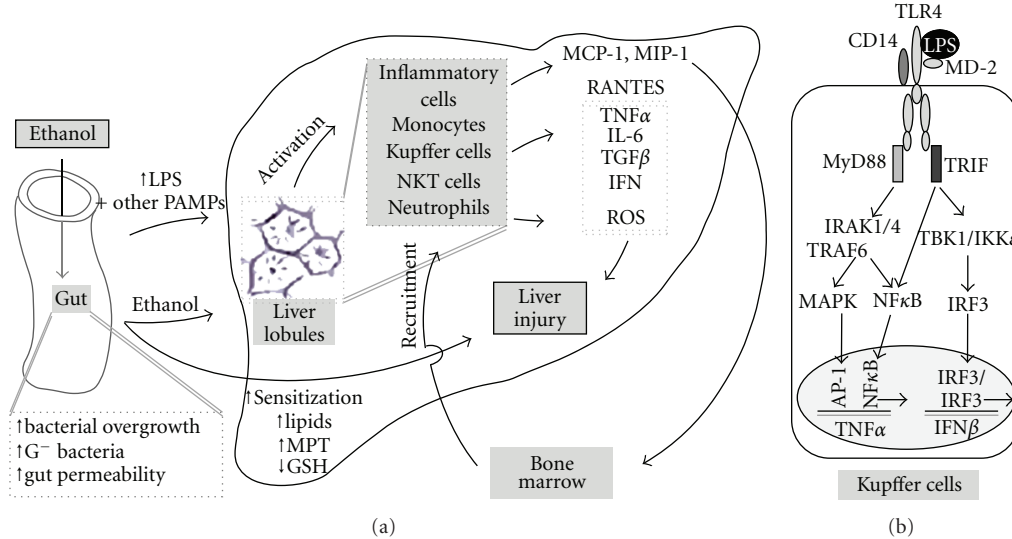 Ethanol
↑LPS
+ other PAMPs
Gut
Ethanol
↑bacterial overgrowth
↑G⁻ bacteria
↑gut permeability
Activation
Liver
lobules
↑Sensitization
↑lipids
↑MPT
↓GSH
Inflammatory
cells
Monocytes
Kupffer cells
NKT cells
Neutrophils
Recruitment
MCP-1, MIP-1
RANTES
TNFα
IL-6
TGFβ
IFN
ROS
Liver
injury
Bone
marrow
(a)
TLR4
CD14
LPS
MD-2
MyD88
TRIF
IRAK1/4
TRAF6
TBK1/IKK
MAPK
NFκB
IRF3
AP-1
NFκB
TNFα
IRF3/
IRF3
IFNβ
Kupffer cells
(b)